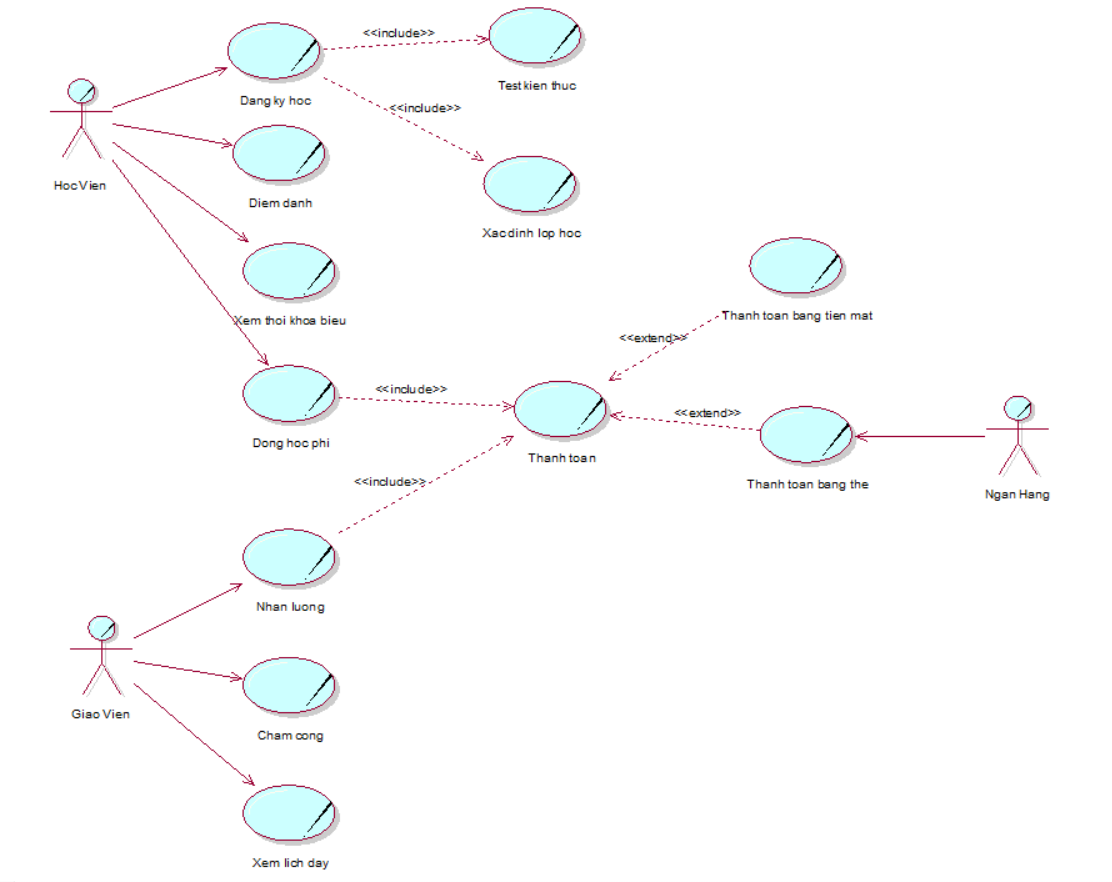 <<include>>
Test kien thuc
Dang ky hoc
<<include>>
Hoc Vien
Diem danh
Xac dinh lop hoc
Xem thoi khoa bieu
Thanh toan bang tien mat
<<extend>>
<<include>>
<<extend>>
Dong hoc phi
Thanh toan
<<include>>
Thanh toan bang the
Ngan Hang
Nhan luong
Giao Vien
Cham cong
Xem lich day